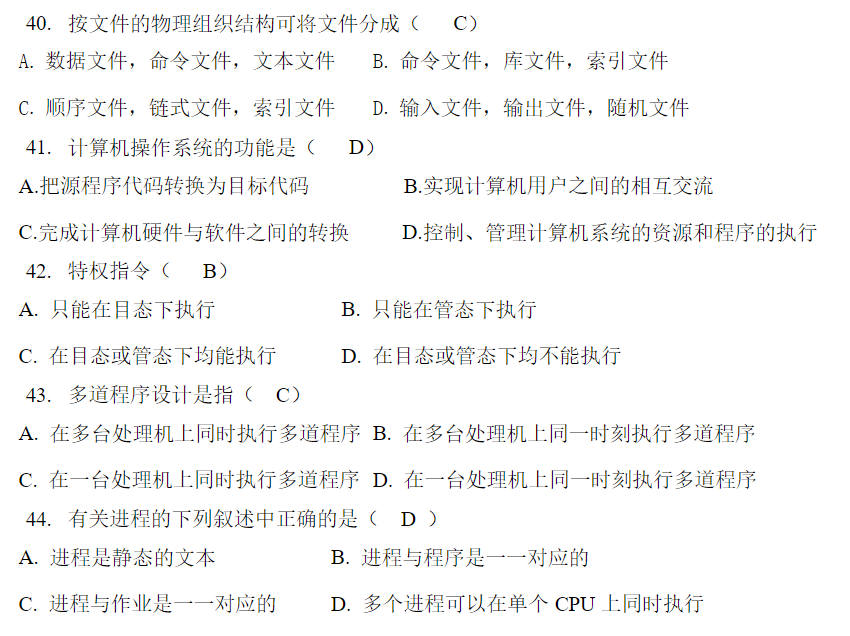 40. 按文件的物理组织结构可将文件分成（ C）
A. 数据文件，命令文件，文本文件 B. 命令文件，库文件，索引文件
C. 顺序文件，链式文件，索引文件 D. 输入文件，输出文件，随机文件
41. 计算机操作系统的功能是（ D）
A.把源程序代码转换为目标代码 B.实现计算机用户之间的相互交流
C.完成计算机硬件与软件之间的转换 D.控制、管理计算机系统的资源和程序的执行
42. 特权指令（ B）
A. 只能在目态下执行 B. 只能在管态下执行
C. 在目态或管态下均能执行 D. 在目态或管态下均不能执行
43. 多道程序设计是指（ C）
A. 在多台处理机上同时执行多道程序 B. 在多台处理机上同一时刻执行多道程序
C. 在一台处理机上同时执行多道程序 D. 在一台处理机上同一时刻执行多道程序
44. 有关进程的下列叙述中正确的是（ D ）
A. 进程是静态的文本 B. 进程与程序是一一对应的
C. 进程与作业是一一对应的 D. 多个进程可以在单个 CPU 上同时执行